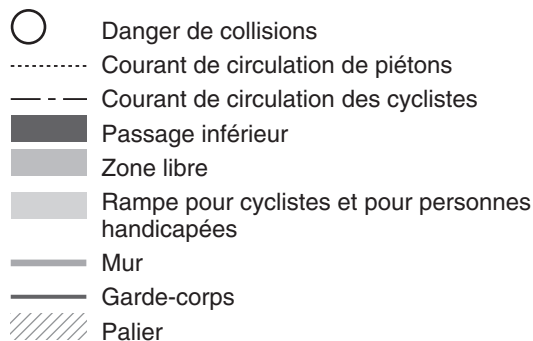 Danger de collisions
Courant de circulation de piétons
Courant de circulation des cyclistes
Passage inférieur
Zone libre
Rampe pour cyclistes et pour personnes
handicapées
Mur
Garde-corps
Palier